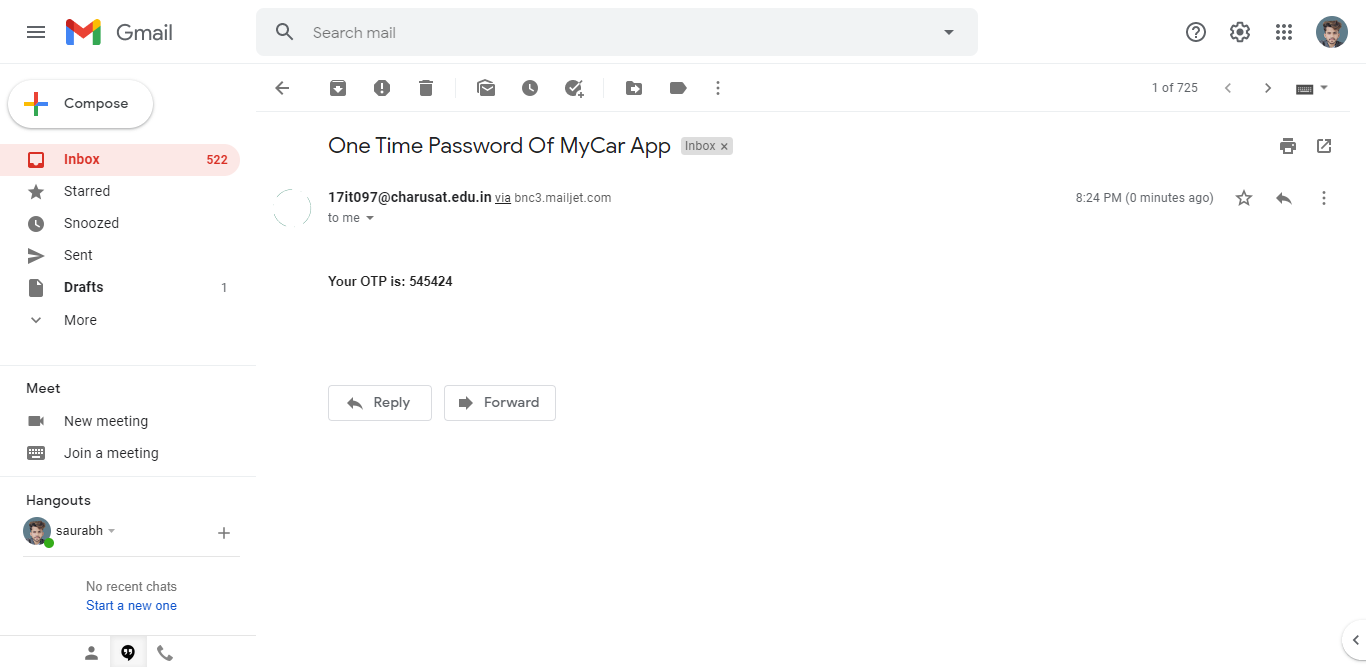 Gmail
Search mail
Compose
1 of 725
Inbox 522
Starred
Snoozed
Sent
Drafts 1
More
One Time Password Of MyCar App Inbox ×
17it097@charusat.edu.in via bnc3.mailjet.com 8:24 PM (0 minutes ago)
to me
Your OTP is: 545424
Reply Forward
Meet
New meeting
Join a meeting
Hangouts
saurabh
No recent chats
Start a new one